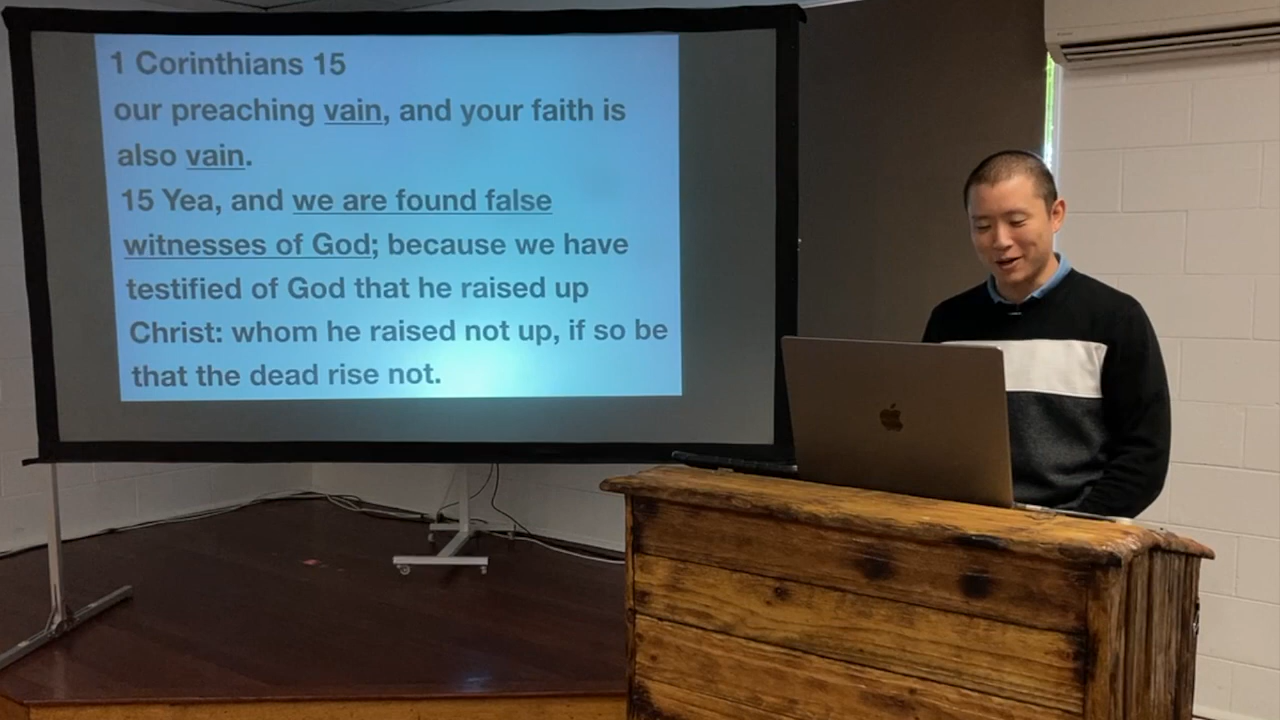 1 Corinthians 15
our preaching vain, and your faith is
also vain.
15 Yea, and we are found false
witnesses of God; because we have
testified of God that he raised up
Christ: whom he raised not up, if so be
that the dead rise not.